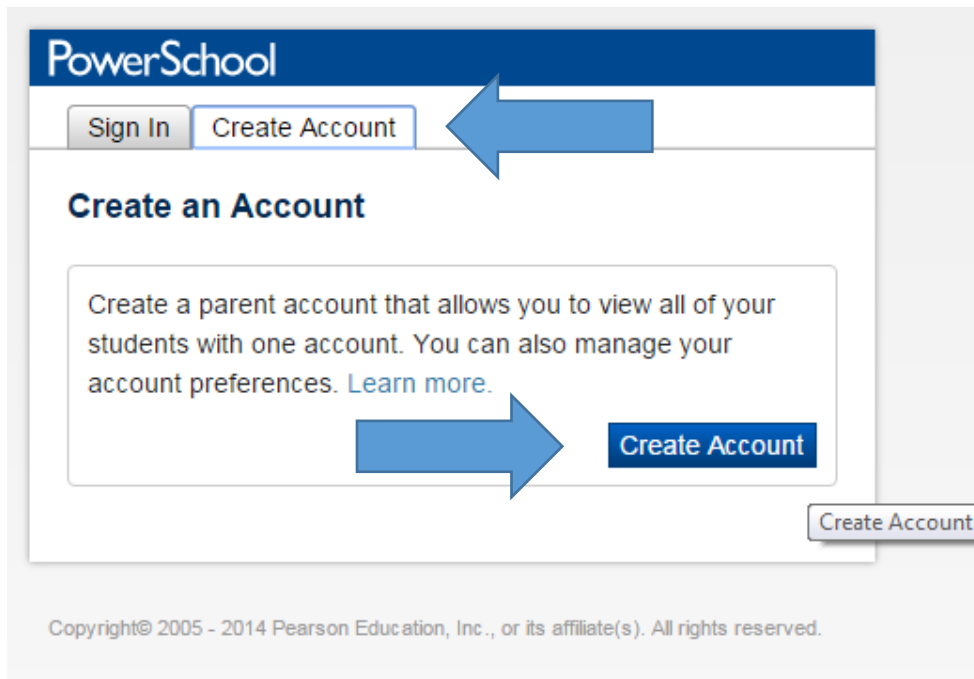 PowerSchool
Sign In Create Account
Create an Account
Create a parent account that allows you to view all of your
students with one account. You can also manage your
account preferences. Learn more.
Create Account
Create Account
Copyright© 2005 - 2014 Pearson Education, Inc., or its affiliate(s). All rights reserved.